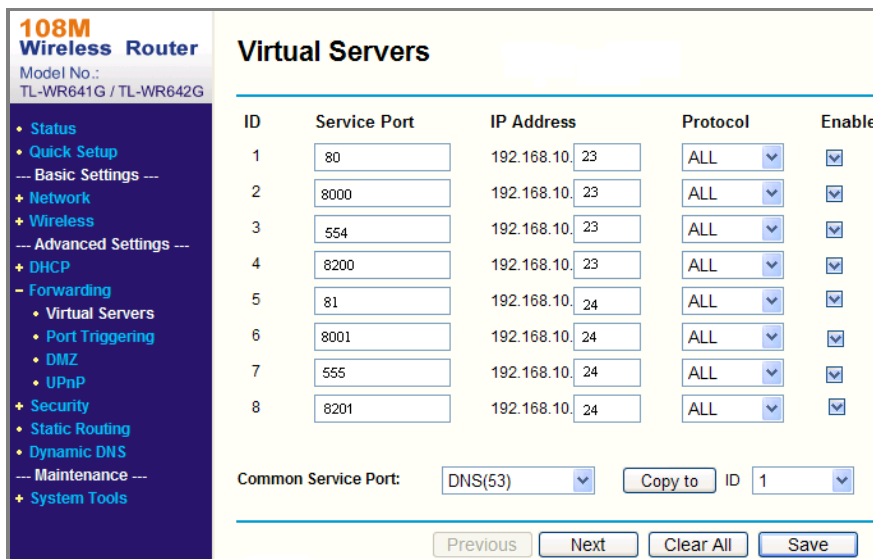 108M
Wireless Router
Model No.:
TL-WR641G / TL-WR642G
• Status
• Quick Setup
--- Basic Settings ---
+ Network
+ Wireless
--- Advanced Settings ---
+ DHCP
− Forwarding
• Virtual Servers
• Port Triggering
• DMZ
• UPnP
+ Security
• Static Routing
• Dynamic DNS
--- Maintenance ---
+ System Tools
Virtual Servers
ID Service Port IP Address Protocol Enable
1 80 192.168.10. 23 ALL
2 8000 192.168.10. 23 ALL
3 554 192.168.10. 23 ALL
4 8200 192.168.10. 23 ALL
5 81 192.168.10. 24 ALL
6 8001 192.168.10. 24 ALL
7 555 192.168.10. 24 ALL
8 8201 192.168.10. 24 ALL
Common Service Port: DNS(53) Copy to ID 1
Previous Next Clear All Save